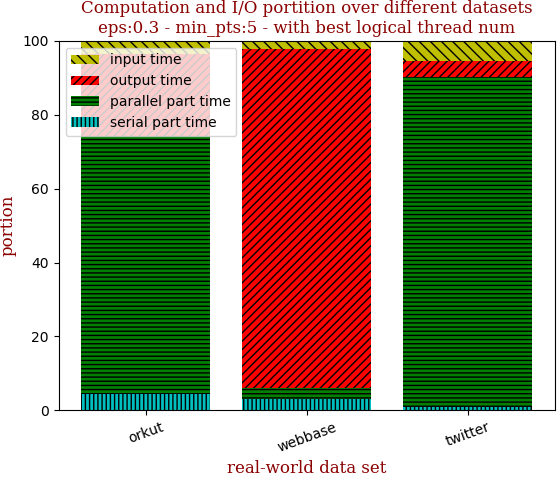 Computation and I/O portition over different datasets
eps:0.3 - min_pts:5 - with best logical thread num
100
80
60
40
20
0
portion
input time
output time
parallel part time
serial part time
orkut
webbase
twitter
real-world data set